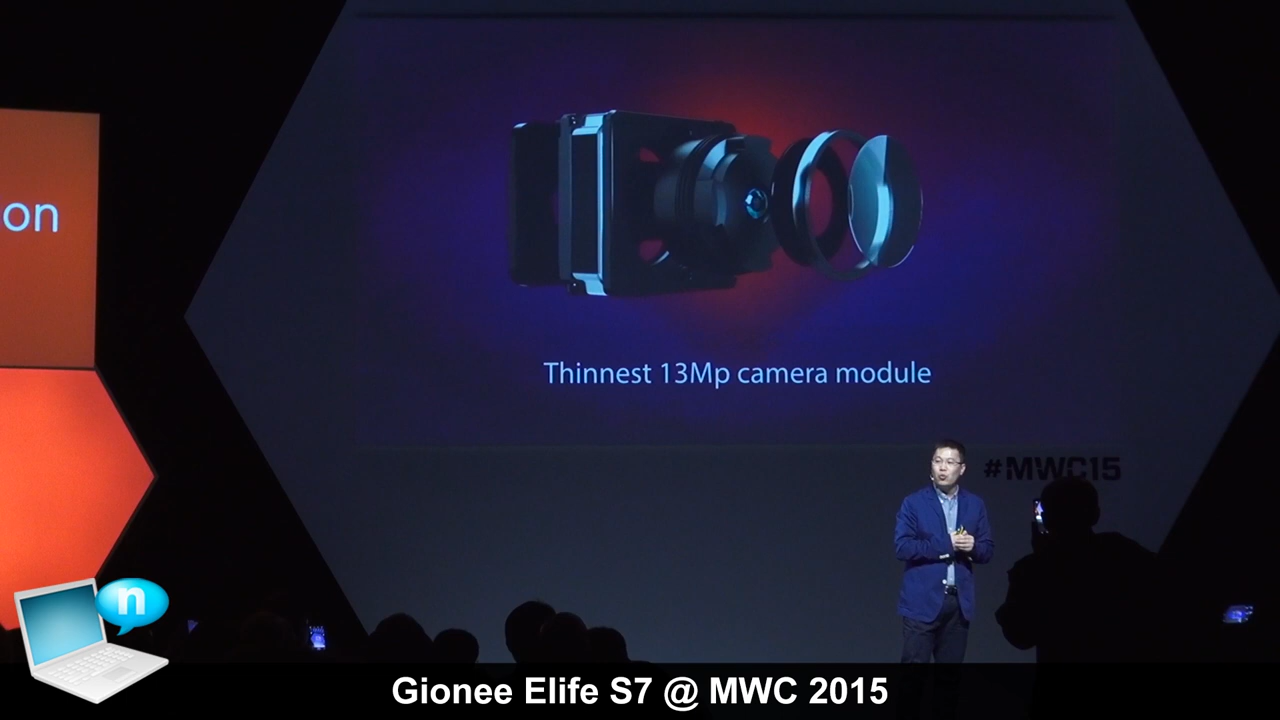 on
Thinnest 13Mp camera module
#MWC15
n
Gionee Elife S7 @ MWC 2015